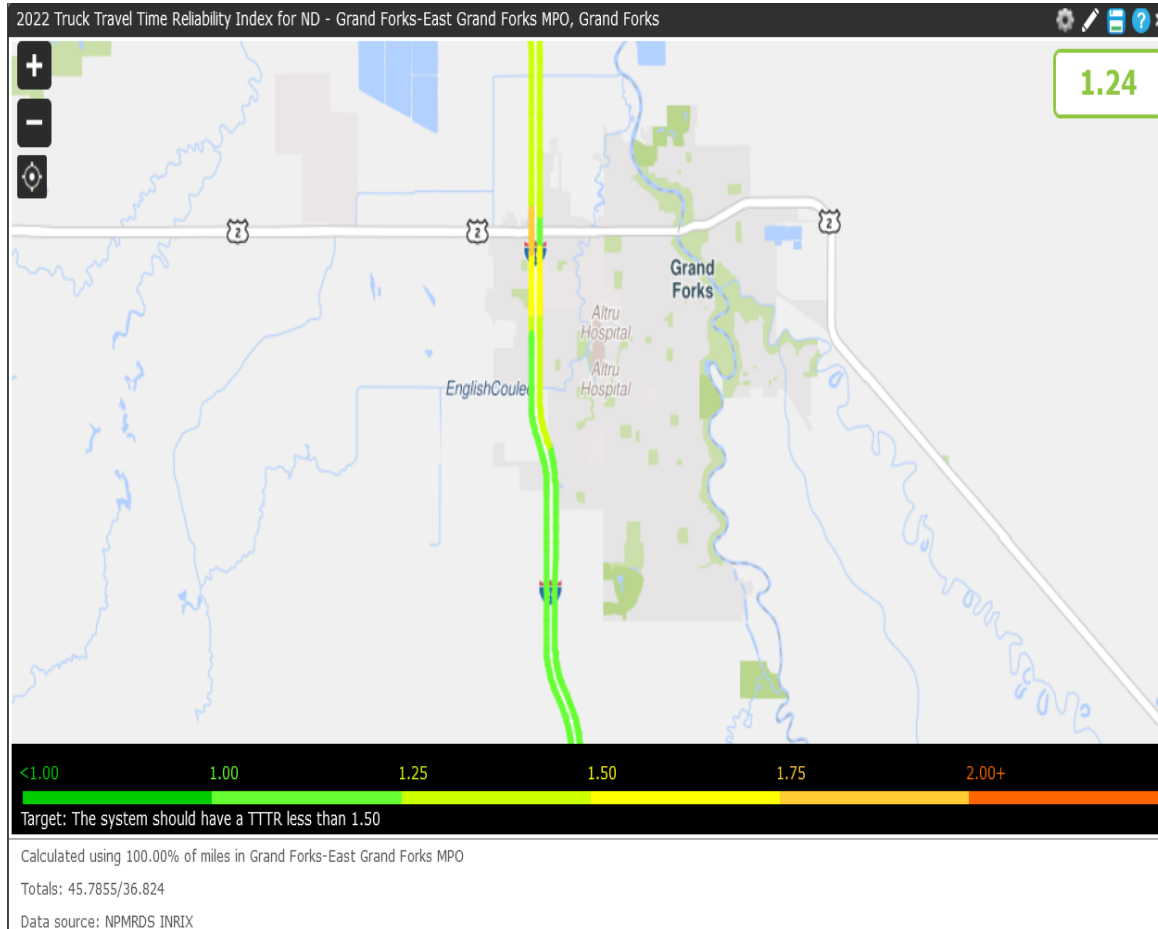 2022 Truck Travel Time Reliability Index for ND - Grand Forks-East Grand Forks MPO, Grand Forks
?
+
1.24
−
2
2
2
Grand
Forks
Altru
Hospital
Altru
Hospital
EnglishCoulee
<1.00 1.00 1.25 1.50 1.75 2.00+
Target: The system should have a TTTR less than 1.50
Calculated using 100.00% of miles in Grand Forks-East Grand Forks MPO
Totals: 45.7855/36.824
Data source: NPMRDS INRIX